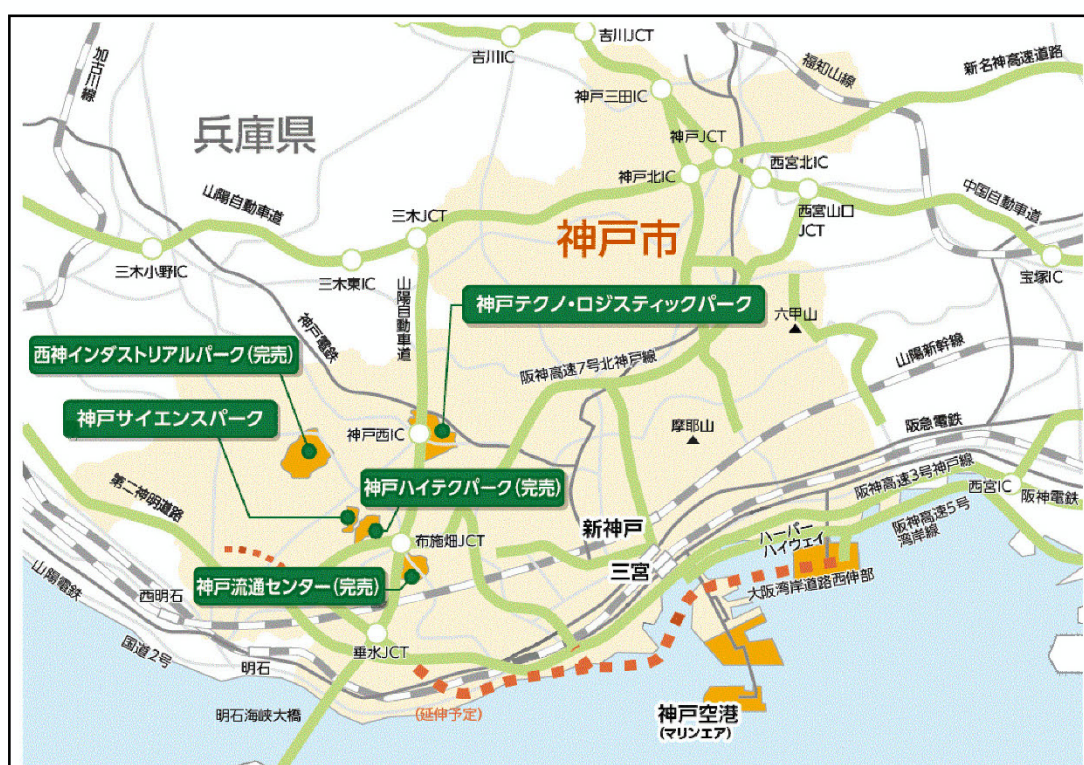 吉川JCT
吉川IC
加古川線
福知山線
新名神高速道路
神戸三田IC
兵庫県
神戸JCT
西宮北IC
神戸北IC
山陽自動車道
三木JCT
西宮山口
JCT
中国自動車道
神戸市
三木小野IC
三木東IC
宝塚IC
山陽自動車道
神戸テクノ・ロジスティックパーク
六甲山
神戸電鉄
西神インダストリアルパーク(完売)
山陽新幹線
阪神高速7号北神戸線
神戸サイエンスパーク
神戸西IC
摩耶山
阪急電鉄
神戸ハイテクパーク(完売)
阪神高速3号神戸線
西宮IC
阪神電鉄
第二神明道路
新神戸
ハーバー
ハイウェイ
阪神高速5号
湾岸線
布施畑JCT
三宮
神戸流通センター(完売)
大阪湾岸道路西伸部
山陽電鉄
西明石
国道2号
明石
垂水JCT
明石海峡大橋
(延伸予定)
神戸空港
(マリンエア)